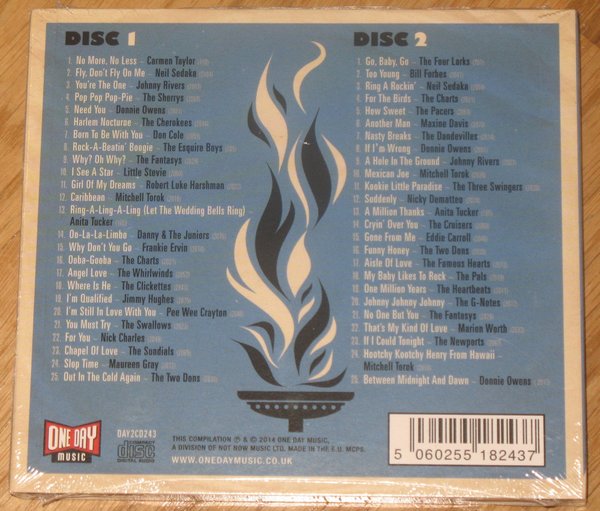 DISC 1
1. No More, No Less – Carmen Taylor
2. Fly, Don't Fly On Me – Neil Sedaka
3. You're The One – Johnny Rivers
4. Pop Pop Pop-Pie – The Sherrys
5. Need You – Donnie Owens
6. Harlem Nocturne – The Cherokees
7. Born To Be With You – Don Cole
8. Rock-A-Beatin' Boogie – The Esquire Boys
9. Why? Oh Why? – The Fantasys
10. I See A Star – Little Stevie
11. Girl Of My Dreams – Robert Luke Harshman
12. Caribbean – Mitchell Torok
13. Ring-A-Ling-A-Ling (Let The Wedding Bells Ring) –
Anita Tucker
14. Oo-La-La-Limbo – Danny & The Juniors
15. Why Don't You Go – Frankie Ervin
16. Ooba-Gooba – The Charts
17. Angel Love – The Whirlwinds
18. Where Is He – The Clickettes
19. I'm Qualified – Jimmy Hughes
20. I'm Still In Love With You – Pee Wee Crayton
21. You Must Try – The Swallows
22. For You – Nick Charles
23. Chapel Of Love – The Sundials
24. Slop Time – Maureen Gray
25. Out In The Cold Again – The Two Dons
DISC 2
1. Go, Baby, Go – The Four Larks
2. Too Young – Bill Forbes
3. Ring A Rockin' – Neil Sedaka
4. For The Birds – The Charts
5. How Sweet – The Pacers
6. Another Man – Maxine Davis
7. Nasty Breaks – The Dandevilles
8. If I'm Wrong – Donnie Owens
9. A Hole In The Ground – Johnny Rivers
10. Mexican Joe – Mitchell Torok
11. Kookie Little Paradise – The Three Swingers
12. Suddenly – Nicky Dematteo
13. A Million Thanks – Anita Tucker
14. Cryin' Over You – The Cruisers
15. Gone From Me – Eddie Carroll
16. Funny Honey – The Two Dons
17. Aisle Of Love – The Famous Hearts
18. My Baby Likes To Rock – The Pals
19. One Million Years – The Heartbeats
20. Johnny Johnny Johnny – The G-Notes
21. No One But You – The Fantasys
22. That's My Kind Of Love – Marion Worth
23. If I Could Tonight – The Newports
24. Hootchy Kootchy Henry From Hawaii –
Mitchell Torok
25. Between Midnight And Dawn – Donnie Owens
ONE DAY
MUSIC
DAY2CD243
COMPACT
disc
DIGITAL AUDIO
THIS COMPILATION ℗ & © 2014 ONE DAY MUSIC,
A DIVISION OF NOT NOW MUSIC LTD. MADE IN THE E.U. MCPS.
WWW.ONEDAYMUSIC.CO.UK
5 060255 182437